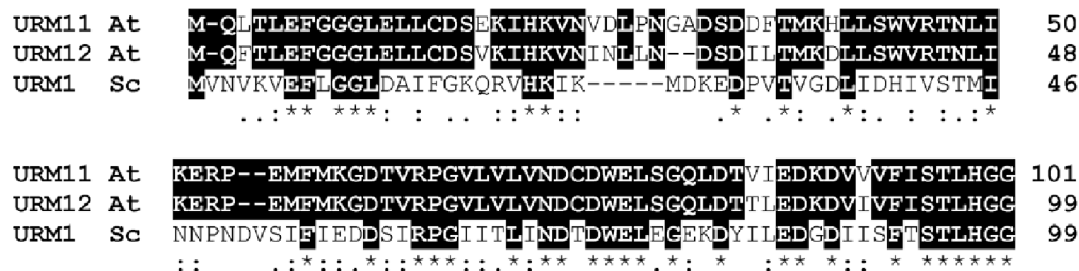 URM11 At M-QLTLEFGGGLELLCDSEKIHKVNVDLPNGADSDDFTMKHLLSWVRTNLI 50
URM12 At M-QFTLEFGGGLELLCDSVKIHKVNINLLN--DSDILTMKDLLSWVRTNLI 48
URM1 Sc MVNVKVEFLGGLDAIFGKQRVHKIK-----MDKEDPVTVGDLIDHIVSTMI 46
..:** ***: : .. ::**:: .* .*: *:. : :.:*
URM11 At KERP--EMFMKGDTVRPGVLVLVNDCDWELSGQLDTVIEDKDVVVFISTLHGG 101
URM12 At KERP--EMFMKGDTVRPGVLVLVNDCDWELSGQLDTTLEDKDVIVFISTLHGG 99
URM1 Sc NNPNDVSIFIEDDSIRPGIITLINDTDWELEGEKDYILEDGDIISFTSTLHGG 99
:: .:*::.*::***::.*:** ****.*: * :** *:: * ******